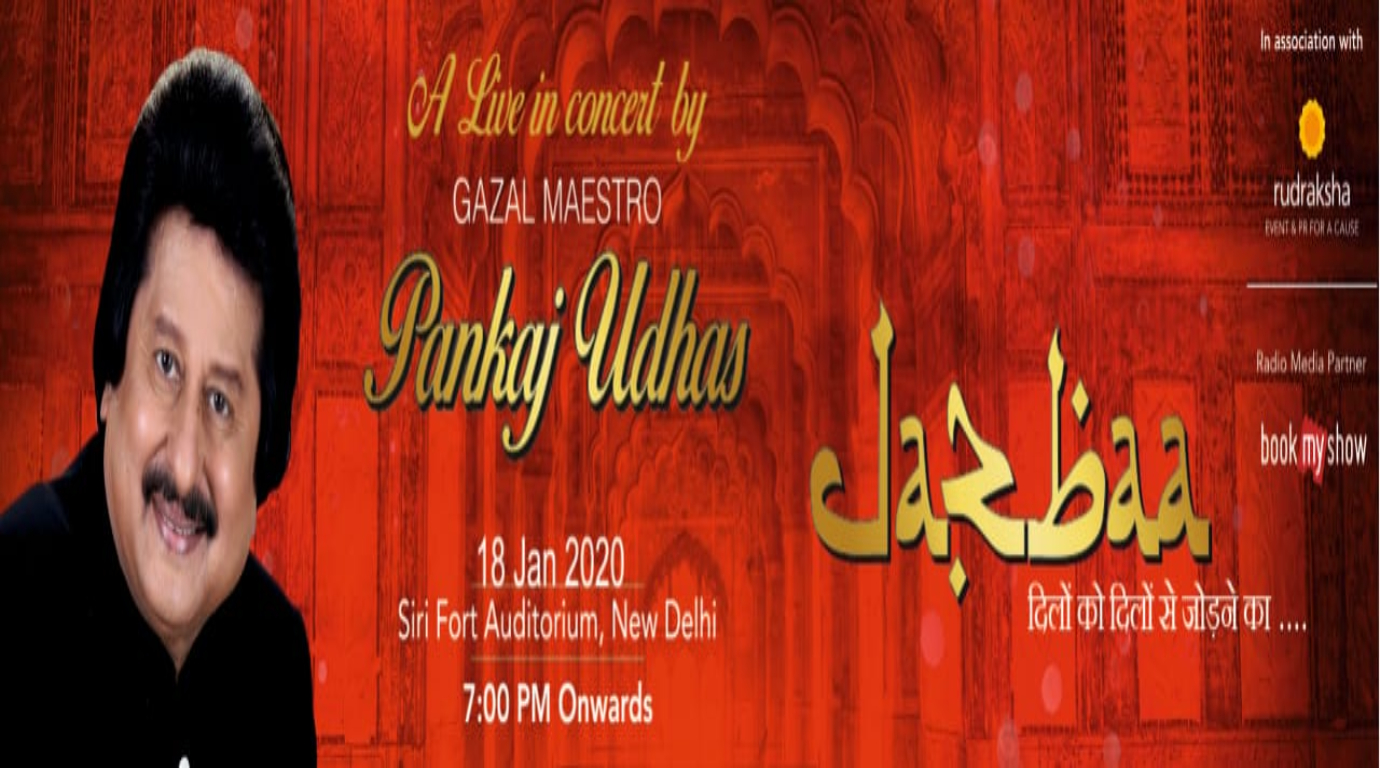 A Live in concert by
GAZAL MAESTRO
Pankaj Udhas
18 Jan 2020
Siri Fort Auditorium, New Delhi
7:00 PM Onwards
Jazbaa
दिलों को दिलों से जोड़ने का ....
In association with
rudraksha
EVENT & PR FOR A CAUSE
Radio Media Partner
book my show